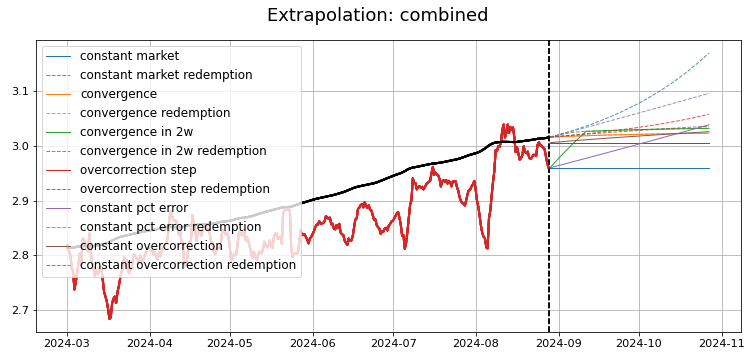 Extrapolation: combined
constant market
constant market redemption
convergence
convergence redemption
convergence in 2w
convergence in 2w redemption
overcorrection step
overcorrection step redemption
constant pct error
constant pct error redemption
constant overcorrection
constant overcorrection redemption
3.1
3.0
2.9
2.8
2.7
2024-03 2024-04 2024-05 2024-06 2024-07 2024-08 2024-09 2024-10 2024-11